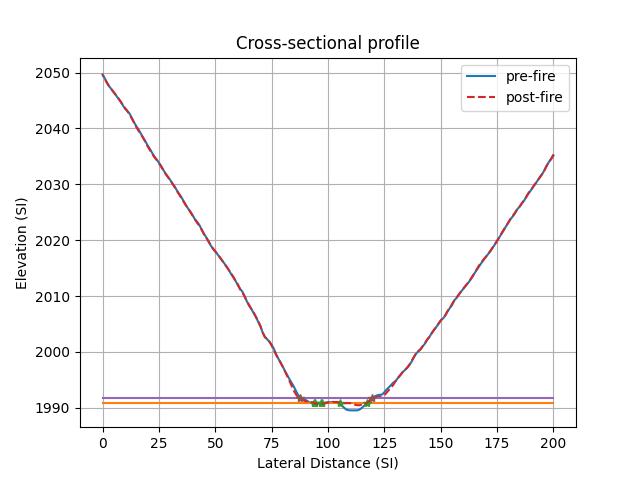 Cross-sectional profile
pre-fire
post-fire
2050
2040
2030
2020
2010
2000
1990
Elevation (SI)
0 25 50 75 100 125 150 175 200
Lateral Distance (SI)